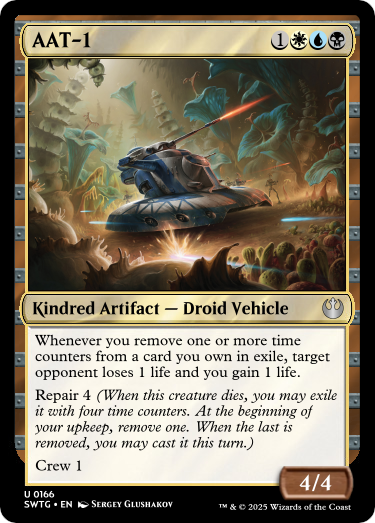 AAT-1 1
Kindred Artifact — Droid Vehicle
Whenever you remove one or more time
counters from a card you own in exile, target
opponent loses 1 life and you gain 1 life.
Repair 4 (When this creature dies, you may exile
it with four time counters. At the beginning of
your upkeep, remove one. When the last is
removed, you may cast it this turn.)
Crew 1
4/4
U 0166
SWTG • EN Sergey Glushakov
™ & © 2025 Wizards of the Coast